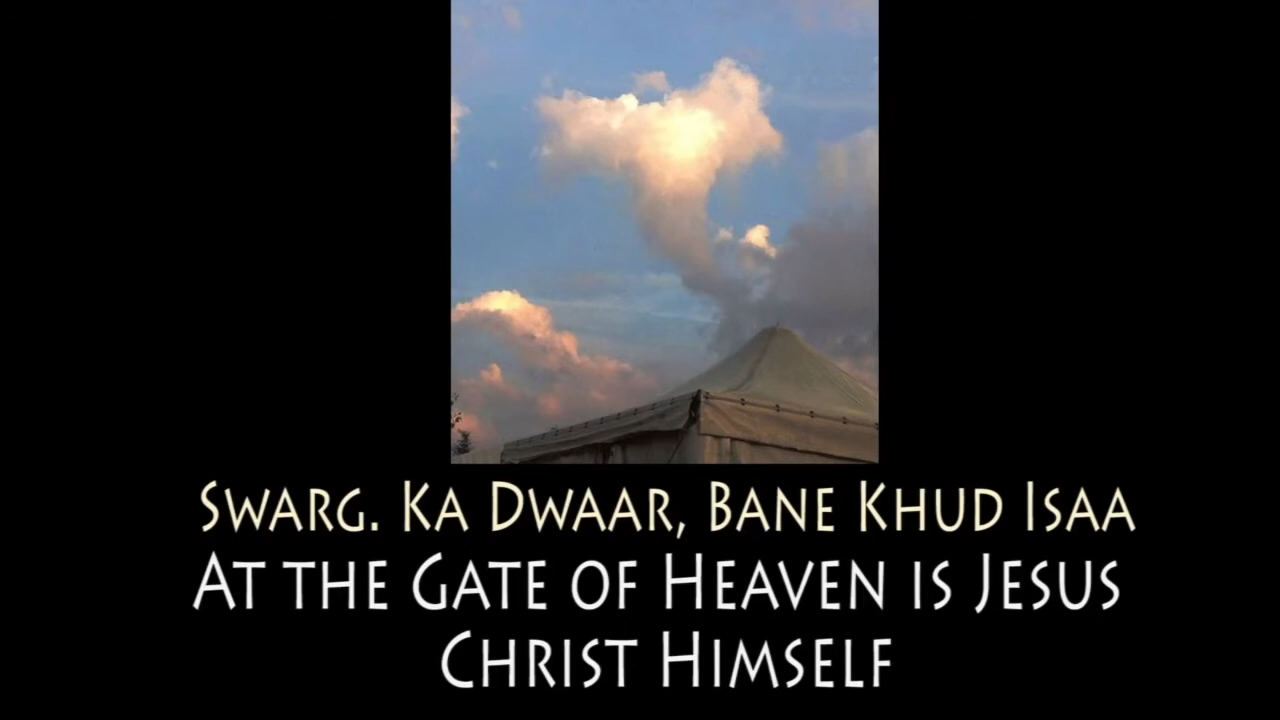 Swarg. Ka Dwaar, Bane Khud Isaa
At the Gate of Heaven is Jesus
Christ Himself